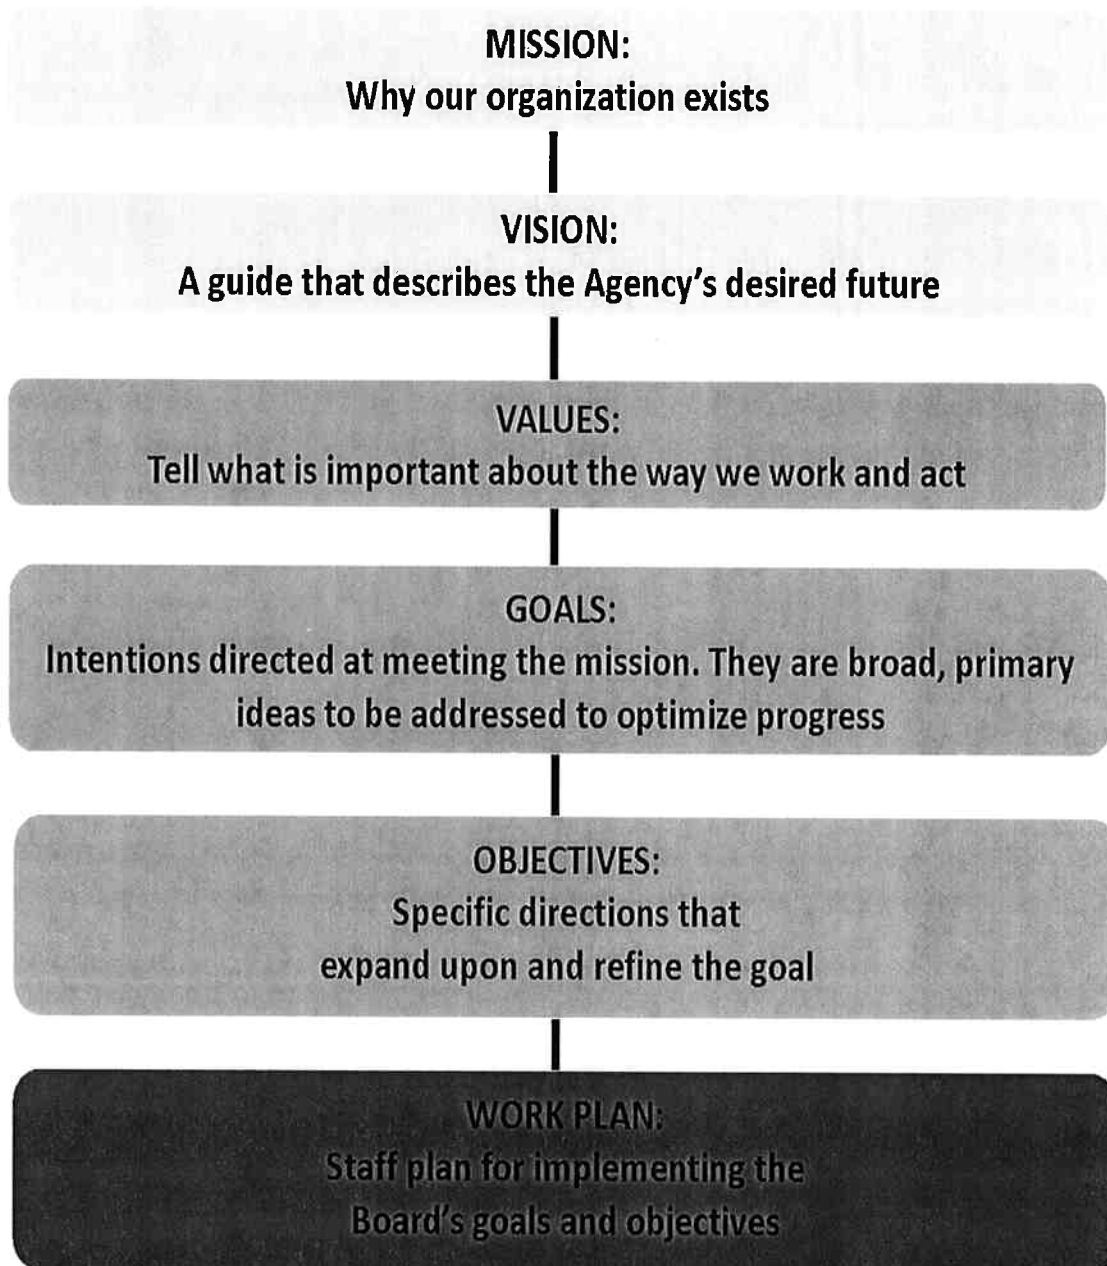 MISSION:
Why our organization exists
VISION:
A guide that describes the Agency's desired future
VALUES:
Tell what is important about the way we work and act
GOALS:
Intentions directed at meeting the mission. They are broad, primary
ideas to be addressed to optimize progress
OBJECTIVES:
Specific directions that
expand upon and refine the goal
WORK PLAN:
Staff plan for implementing the
Board's goals and objectives